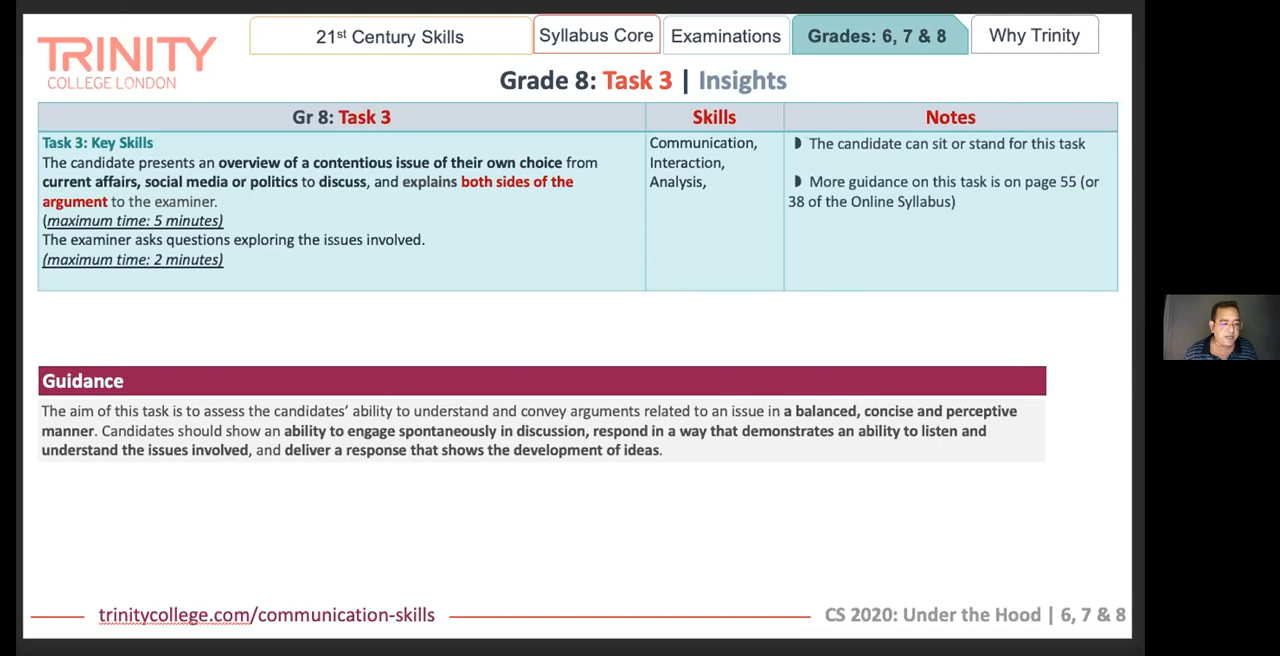 TRINITY
COLLEGE LONDON
21st Century Skills
Syllabus Core
Examinations
Grades: 6, 7 & 8
Why Trinity
Grade 8: Task 3 | Insights
Gr 8: Task 3
Skills
Notes
Task 3: Key Skills
The candidate presents an overview of a contentious issue of their own choice from
current affairs, social media or politics to discuss, and explains both sides of the
argument to the examiner.
(maximum time: 5 minutes)
The examiner asks questions exploring the issues involved.
(maximum time: 2 minutes)
Communication,
Interaction,
Analysis,
The candidate can sit or stand for this task
More guidance on this task is on page 55 (or
38 of the Online Syllabus)
Guidance
The aim of this task is to assess the candidates’ ability to understand and convey arguments related to an issue in a balanced, concise and perceptive
manner. Candidates should show an ability to engage spontaneously in discussion, respond in a way that demonstrates an ability to listen and
understand the issues involved, and deliver a response that shows the development of ideas.
trinitycollege.com/communication-skills
CS 2020: Under the Hood | 6, 7 & 8